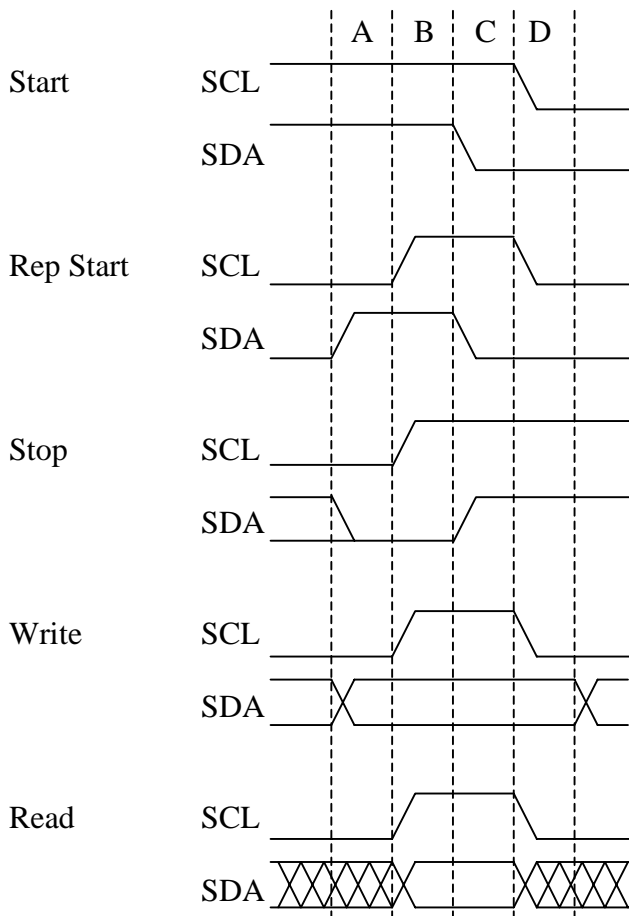 A B C D
Start SCL
SDA
Rep Start SCL
SDA
Stop SCL
SDA
Write SCL
SDA
Read SCL
SDA